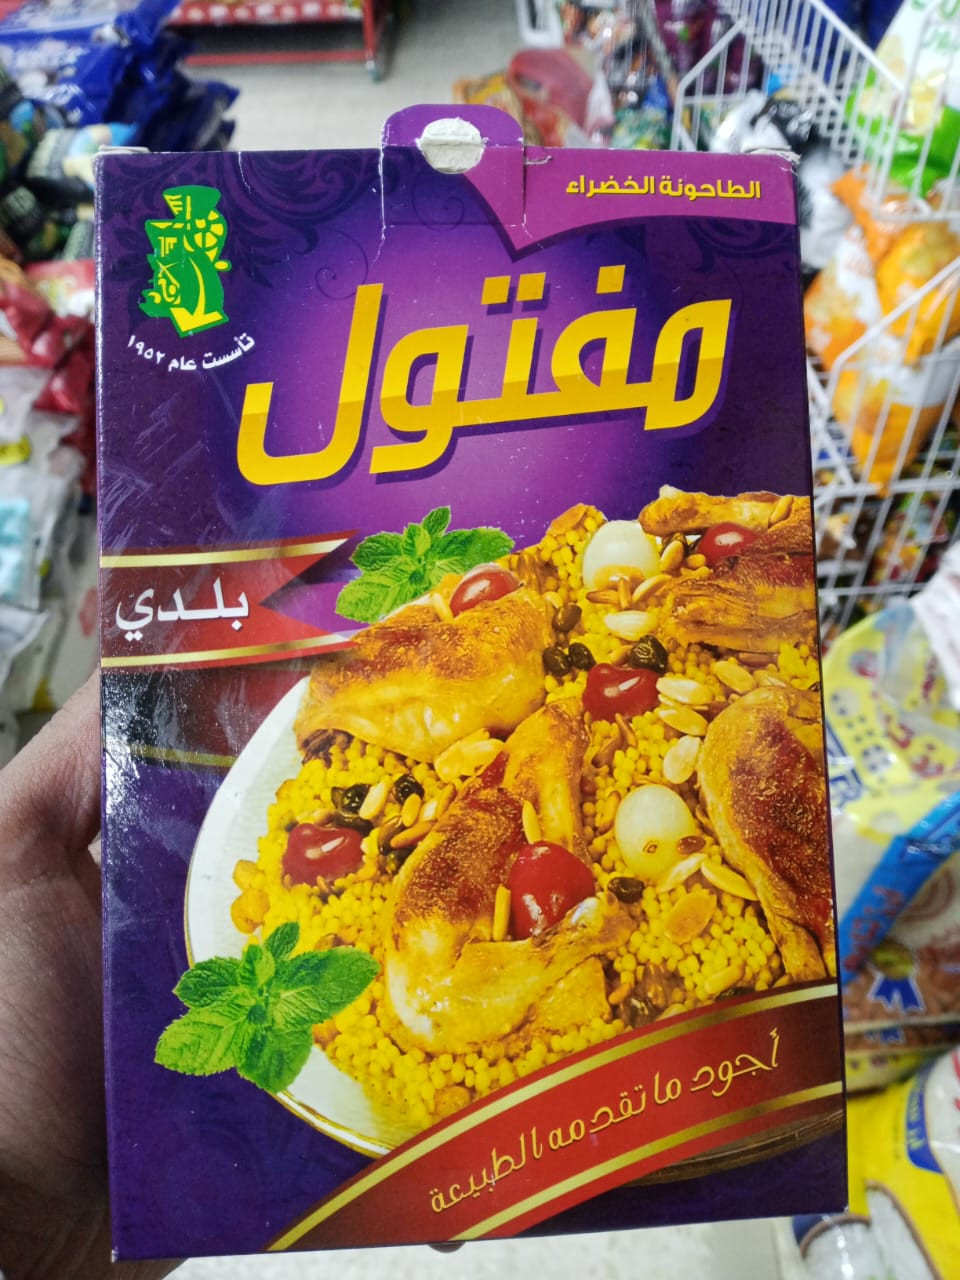 الطاحونة الخضراء
تأسست عام ١٩٥٢
مفتول
بلدي
أجود ما تقدمه الطبيعة